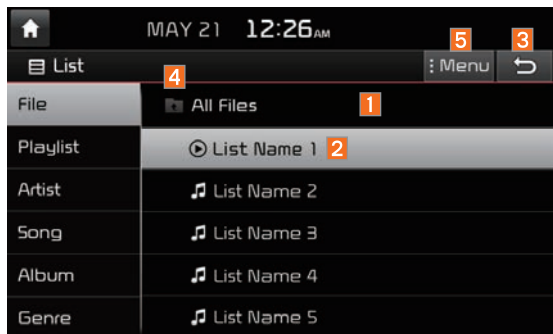 MAY 21 12:26AM
5 3
List Menu
4
File All Files 1
Playlist List Name 1 2
Artist List Name 2
Song List Name 3
Album List Name 4
Genre List Name 5